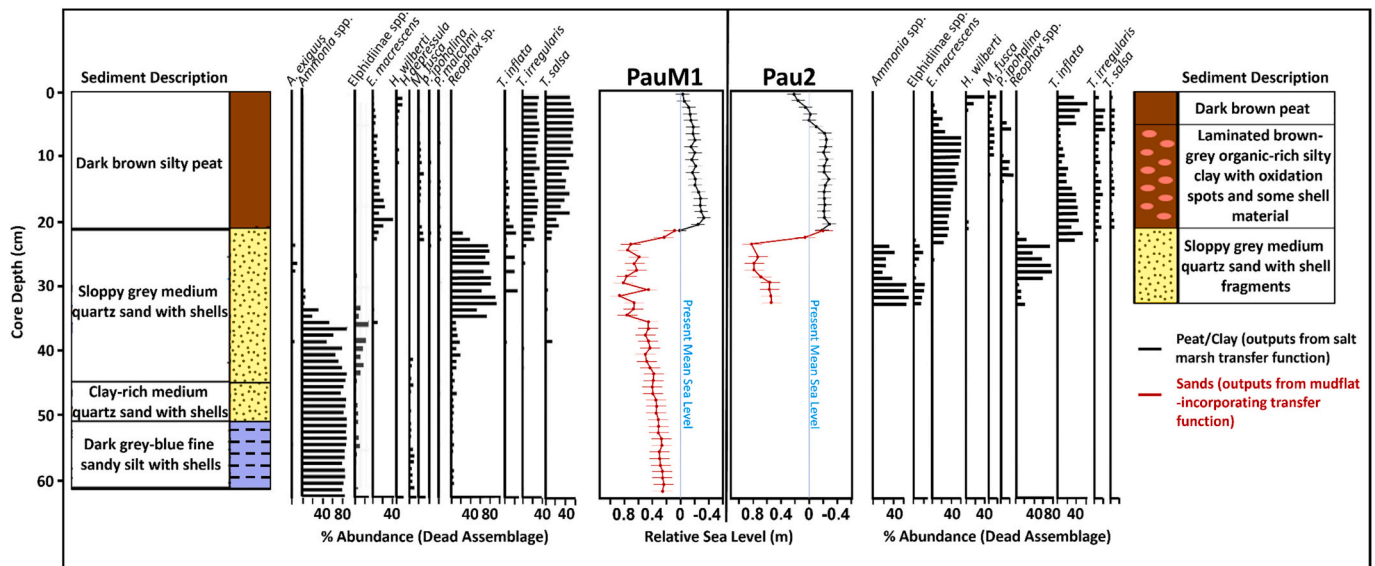 A. exiguus
Ammonia spp.
Elphidiinae spp.
E. macrescens
H. wilberti
H. depressula
M. fusca
P. ipohalina
P. malcolmi
Reophax sp.
T. inflata
T. irregularis
T. salsa
Ammonia spp.
Elphidiinae spp.
E. macrescens
H. wilberti
M. fusca
P. ipohalina
Reophax spp.
T. inflata
T. irregularis
T. salsa
Sediment Description
PauM1
Pau2
Sediment Description
Core Depth (cm)
0
10
20
30
40
50
60
Dark brown silty peat
Sloppy grey medium
quartz sand with shells
Clay-rich medium
quartz sand with shells
Dark grey-blue fine
sandy silt with shells
Present Mean Sea Level
Present Mean Sea Level
Dark brown peat
Laminated brown-
grey organic-rich silty
clay with oxidation
spots and some shell
material
Sloppy grey medium
quartz sand with shell
fragments
Peat/Clay (outputs from salt
marsh transfer function)
Sands (outputs from mudflat
-incorporating transfer
function)
40 80 40 40 80 40 40
0.8 0.4 0 -0.4
0.8 0.4 0 -0.4
40 40 40 40 80 40
% Abundance (Dead Assemblage)
Relative Sea Level (m)
% Abundance (Dead Assemblage)